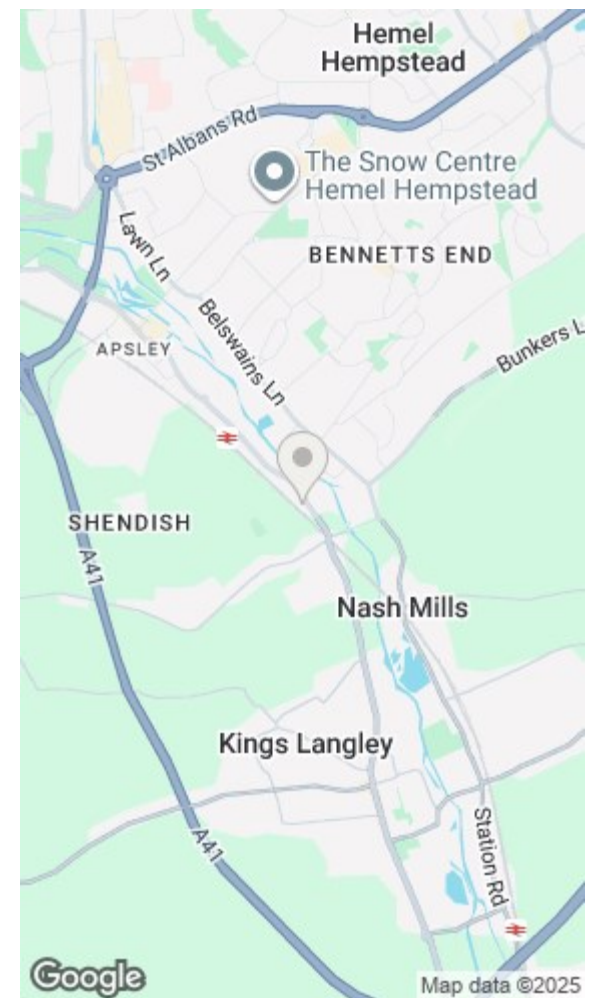 Hemel
Hempstead
St Albans Rd
The Snow Centre
Hemel Hempstead
Lawn Ln
BENNETTS END
Belswains Ln
Bunkers L
APSLEY
SHENDISH
A41
Nash Mills
Kings Langley
A41
Station Rd
Google
Map data ©2025